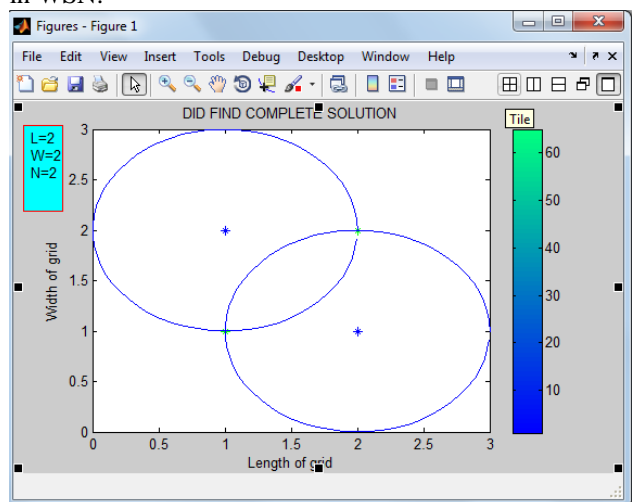 in WSN.
Figures - Figure 1
File Edit View Insert Tools Debug Desktop Window Help
DID FIND COMPLETE SOLUTION
Tile
L=2
W=2
N=2
3
2.5
2
1.5
1
0.5
0
Width of grid
0 0.5 1 1.5 2 2.5 3
Length of grid
60
50
40
30
20
10